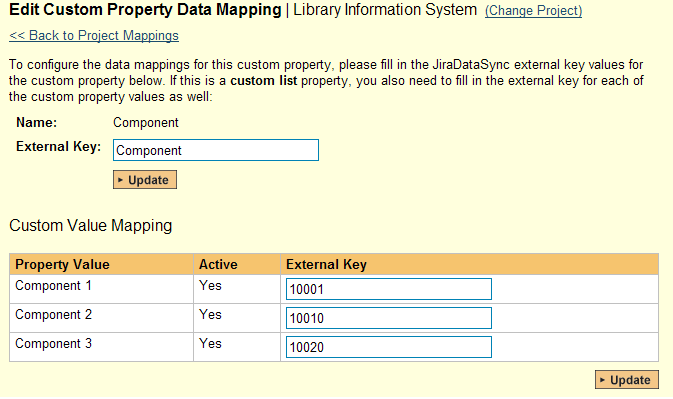 Edit Custom Property Data Mapping | Library Information System (Change Project)
<< Back to Project Mappings
To configure the data mappings for this custom property, please fill in the JiraDataSync external key values for
the custom property below. If this is a custom list property, you also need to fill in the external key for each of
the custom property values as well:
Name: Component
External Key: Component
Update
Custom Value Mapping
Property Value Active External Key
Component 1 Yes 10001
Component 2 Yes 10010
Component 3 Yes 10020
Update